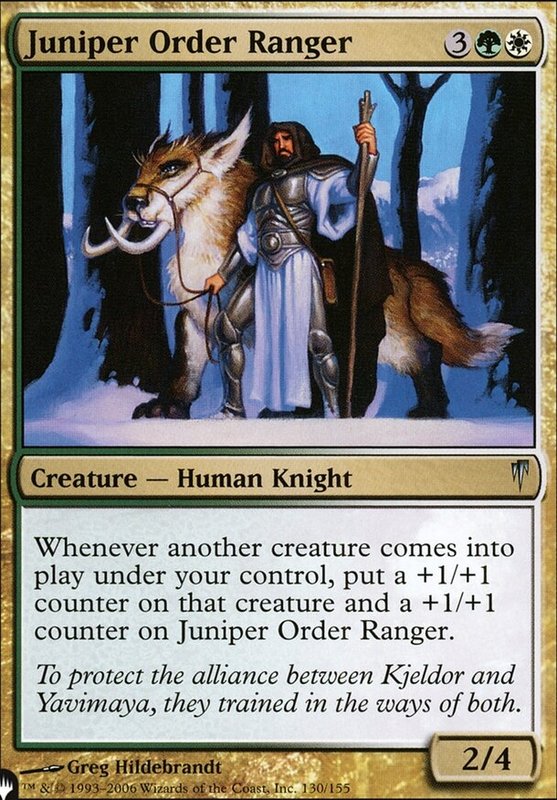 Juniper Order Ranger 3
Creature — Human Knight
Whenever another creature comes into
play under your control, put a +1/+1
counter on that creature and a +1/+1
counter on Juniper Order Ranger.
To protect the alliance between Kjeldor and
Yavimaya, they trained in the ways of both.
Greg Hildebrandt
™ & © 1993–2006 Wizards of the Coast, Inc. 130/155
2/4